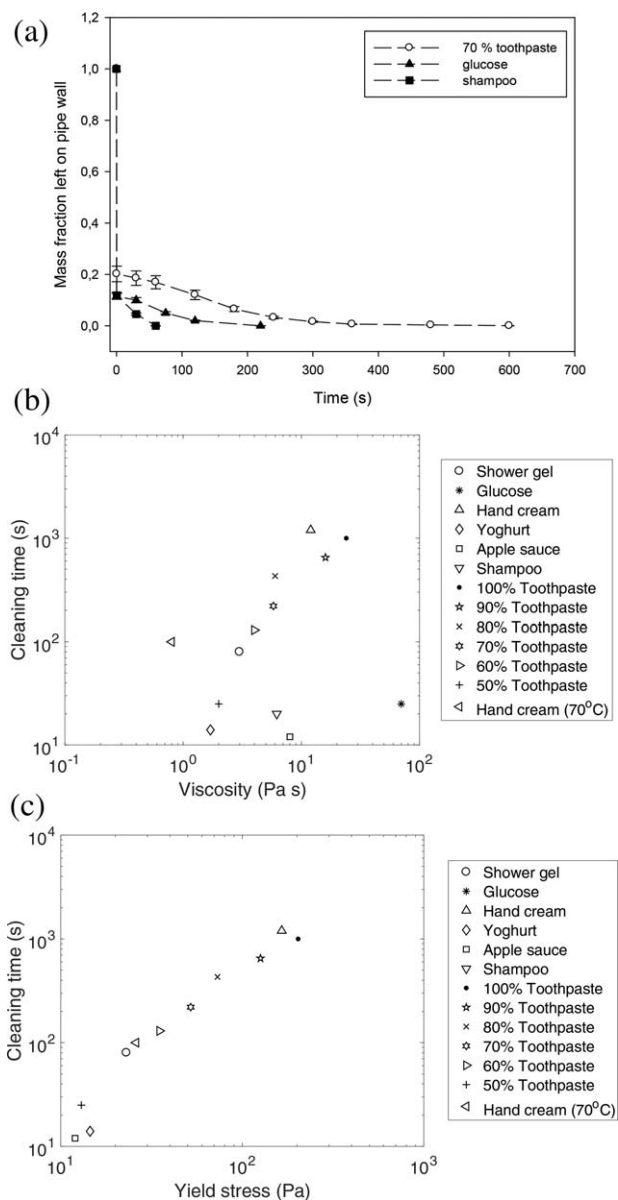 (a)
1,2
1,0
0,8
0,6
0,4
0,2
0,0
Mass fraction left on pipe wall
70 % toothpaste
glucose
shampoo
0 100 200 300 400 500 600 700
Time (s)
(b)
10^4
10^3
10^2
10^1
Cleaning time (s)
10^-1 10^0 10^1 10^2
Viscosity (Pa s)
Shower gel
Glucose
Hand cream
Yoghurt
Apple sauce
Shampoo
100% Toothpaste
90% Toothpaste
80% Toothpaste
70% Toothpaste
60% Toothpaste
50% Toothpaste
Hand cream (70°C)
(c)
10^4
10^3
10^2
10^1
Cleaning time (s)
10^1 10^2 10^3
Yield stress (Pa)
Shower gel
Glucose
Hand cream
Yoghurt
Apple sauce
Shampoo
100% Toothpaste
90% Toothpaste
80% Toothpaste
70% Toothpaste
60% Toothpaste
50% Toothpaste
Hand cream (70°C)